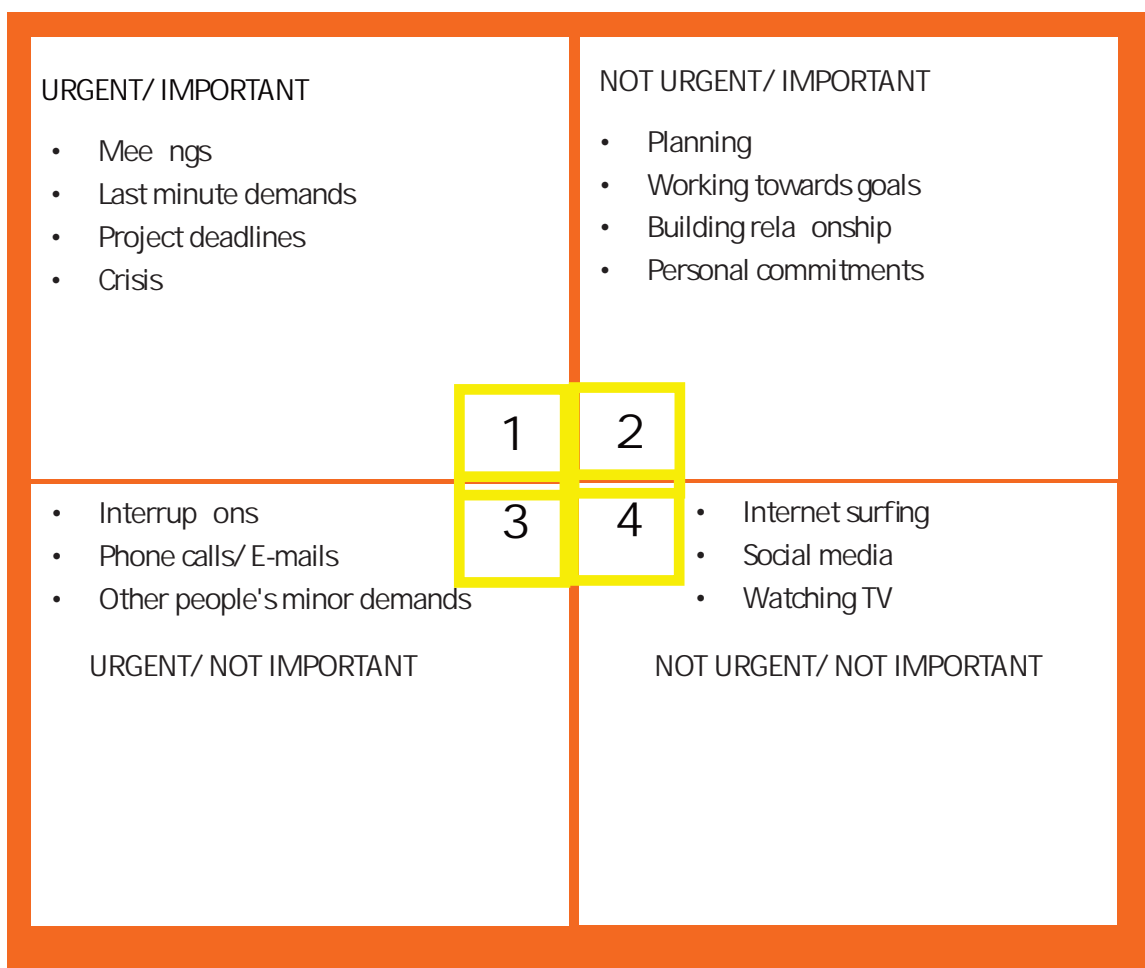 URGENT/ IMPORTANT
• Mee ngs
• Last minute demands
• Project deadlines
• Crisis
NOT URGENT/ IMPORTANT
• Planning
• Working towards goals
• Building rela onship
• Personal commitments
1
2
3
4
• Interrup ons
• Phone calls/ E-mails
• Other people's minor demands
URGENT/ NOT IMPORTANT
• Internet surfing
• Social media
• Watching TV
NOT URGENT/ NOT IMPORTANT